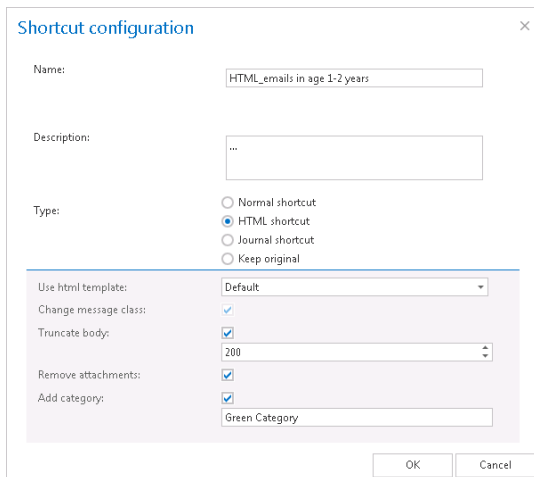 Shortcut configuration
Name:
HTML_emails in age 1-2 years
Description:
...
Type:
Normal shortcut
HTML shortcut
Journal shortcut
Keep original
Use html template:
Default
Change message class:
Truncate body:
200
Remove attachments:
Add category:
Green Category
OK
Cancel